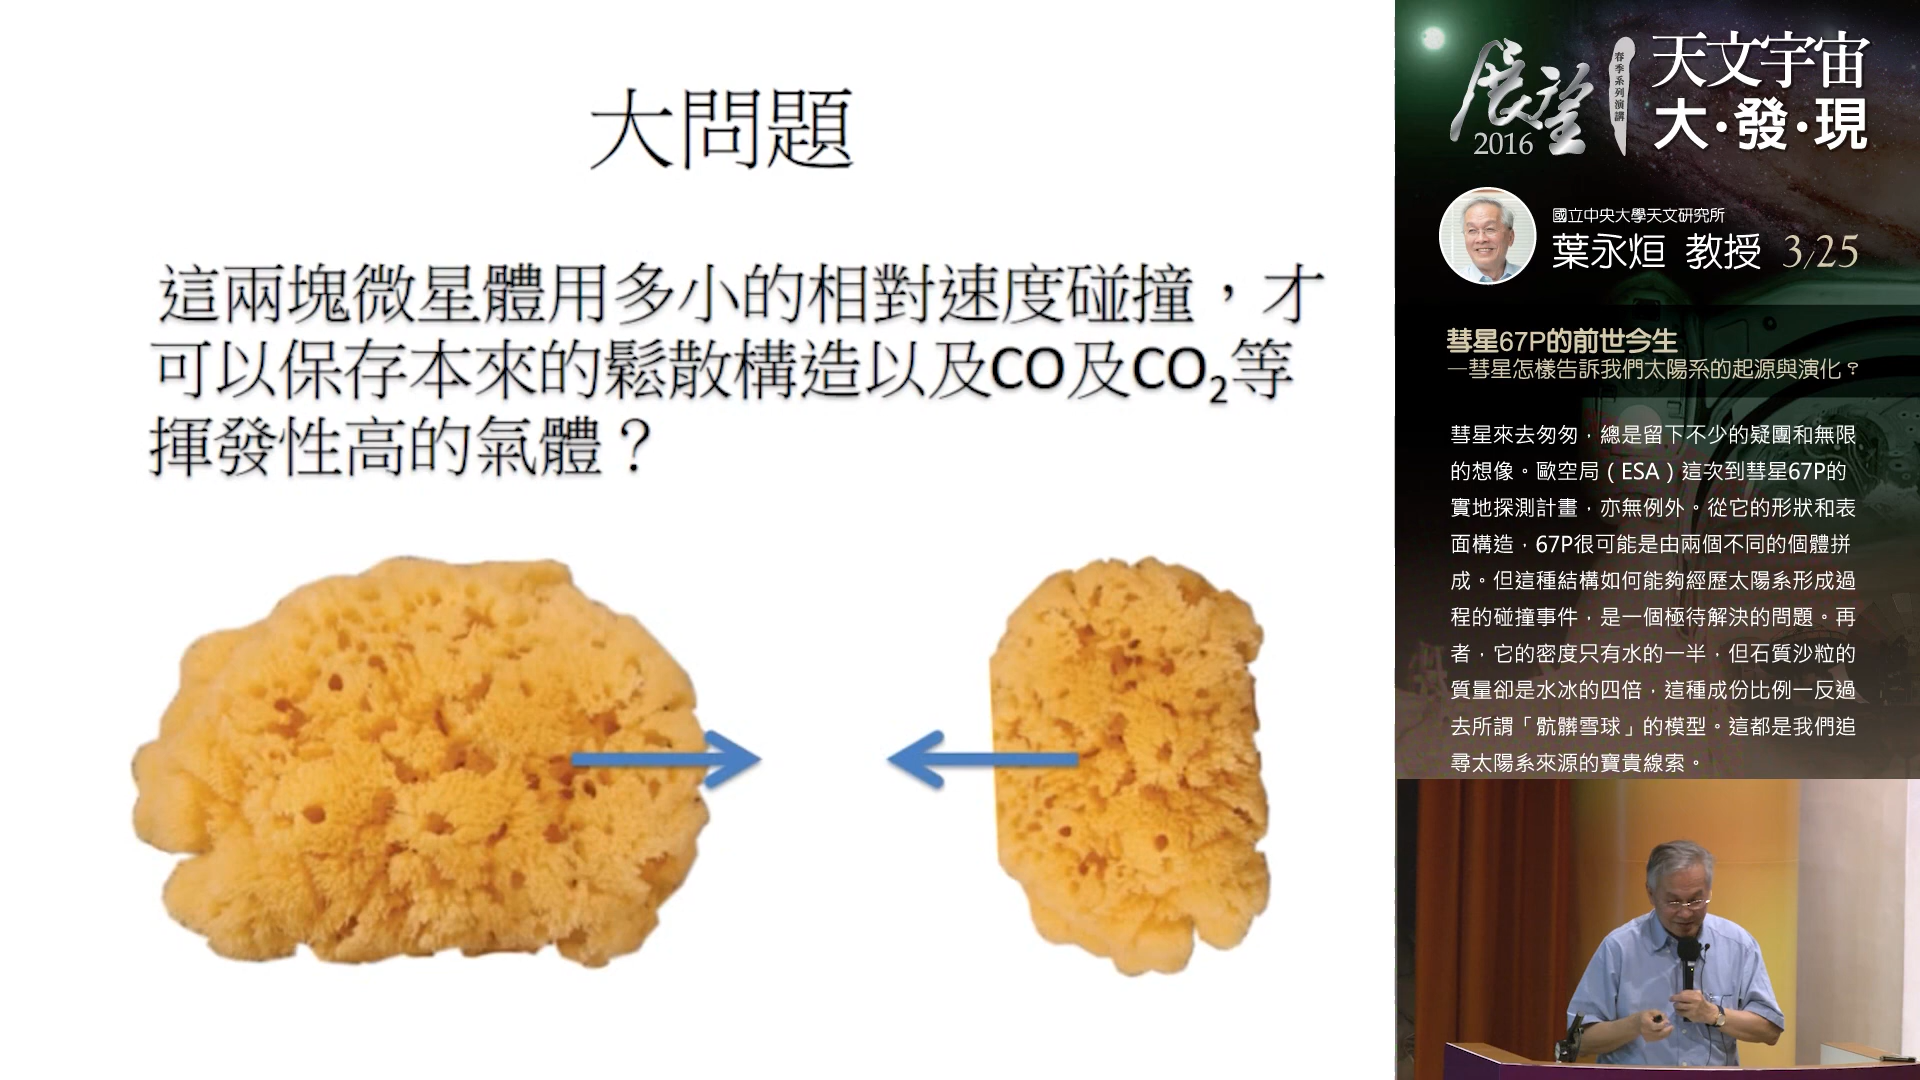 大問題
這兩塊微星體用多小的相對速度碰撞，才
可以保存本來的鬆散構造以及CO及CO₂等
揮發性高的氣體？
展望
2016
春季系列演講
天文宇宙
大·發·現
國立中央大學天文研究所
葉永烜 教授 3/25
彗星67P的前世今生
—彗星怎樣告訴我們太陽系的起源與演化？
彗星來去匆匆，總是留下不少的疑團和無限
的想像。歐空局（ESA）這次到彗星67P的
實地探測計畫，亦無例外。從它的形狀和表
面構造，67P很可能是由兩個不同的個體拼
成。但這種結構如何能夠經歷太陽系形成過
程的碰撞事件，是一個極待解決的問題。再
者，它的密度只有水的一半，但石質沙粒的
質量卻是水冰的四倍，這種成份比例一反過
去所謂「骯髒雪球」的模型。這都是我們追
尋太陽系來源的寶貴線索。